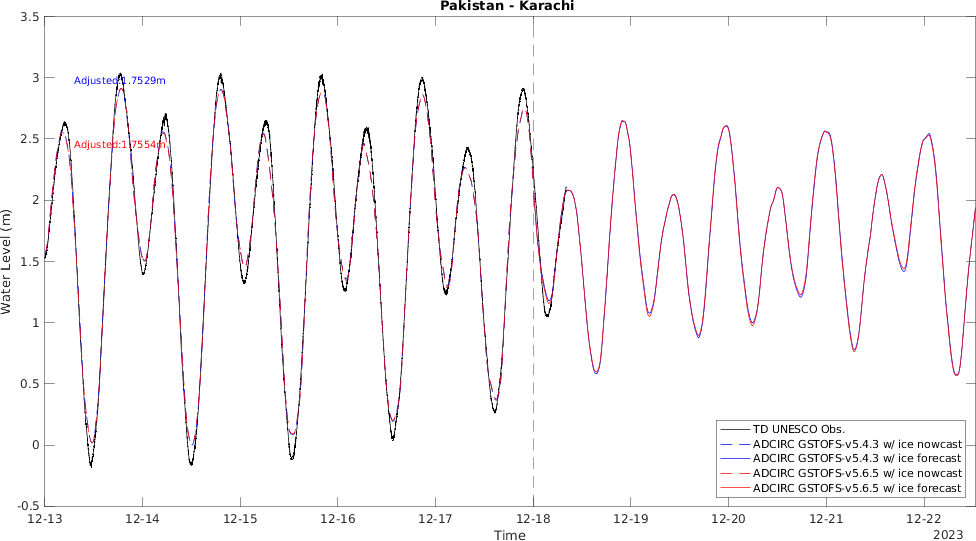 Pakistan - Karachi
3.5
3
2.5
2
1.5
1
0.5
0
-0.5
Water Level (m)
Adjusted:1.7529m
Adjusted:1.7554m
TD UNESCO Obs.
ADCIRC GSTOFS-v5.4.3 w/ ice nowcast
ADCIRC GSTOFS-v5.4.3 w/ ice forecast
ADCIRC GSTOFS-v5.6.5 w/ ice nowcast
ADCIRC GSTOFS-v5.6.5 w/ ice forecast
12-13 12-14 12-15 12-16 12-17 12-18 12-19 12-20 12-21 12-22
Time
2023